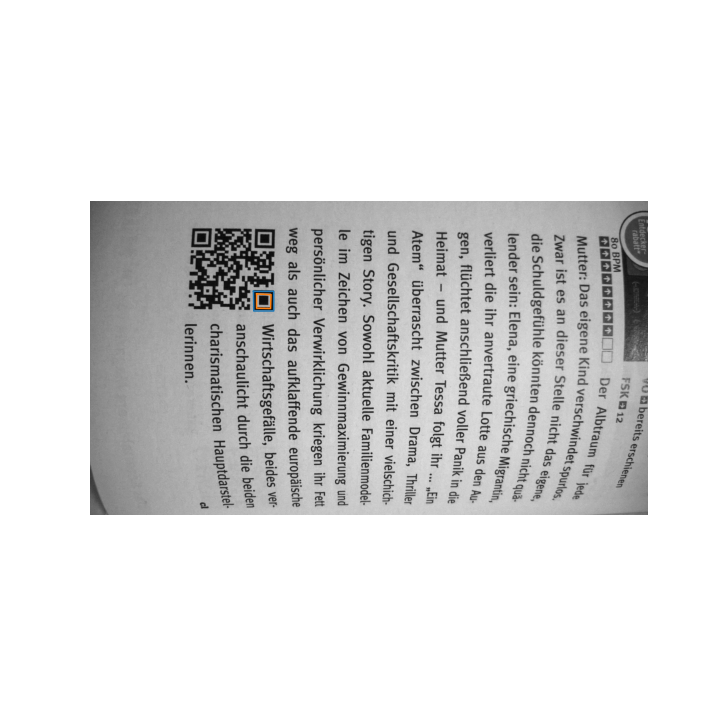 Entdecker
rabatt*
VÖ bereits erschienen
FSK 12
80 BPM
Der Albtraum für jede
Mutter: Das eigene Kind verschwindet spurlos.
Zwar ist es an dieser Stelle nicht das eigene,
die Schuldgefühle könnten dennoch nicht quä-
lender sein: Elena, eine griechische Migrantin,
verliert die ihr anvertraute Lotte aus den Au-
gen, flüchtet anschließend voller Panik in die
Heimat – und Mutter Tessa folgt ihr ... „Ein
Atem“ überrascht zwischen Drama, Thriller
und Gesellschaftskritik mit einer vielschich-
tigen Story. Sowohl aktuelle Familienmodel-
le im Zeichen von Gewinnmaximierung und
persönlicher Verwirklichung kriegen ihr Fett
weg als auch das aufklaffende europäische
Wirtschaftsgefälle, beides ver-
anschaulicht durch die beiden
charismatischen Hauptdarstel-
lerinnen.
d